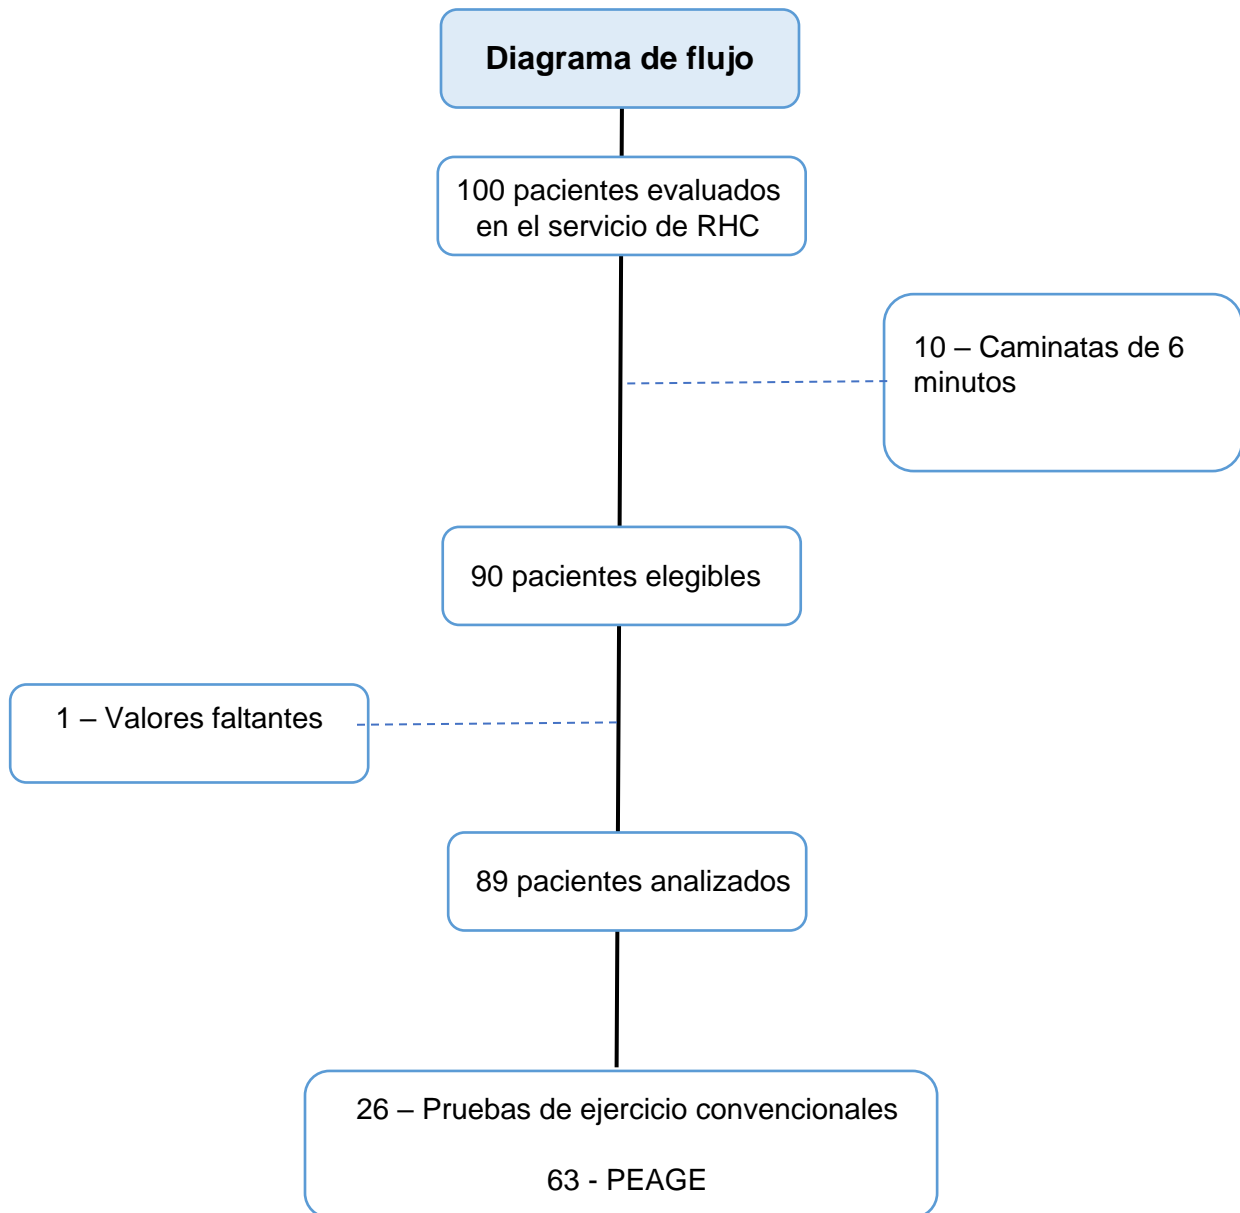 Diagrama de flujo
100 pacientes evaluados
en el servicio de RHC
10 – Caminatas de 6
minutos
90 pacientes elegibles
1 – Valores faltantes
89 pacientes analizados
26 – Pruebas de ejercicio convencionales
63 - PEAGE